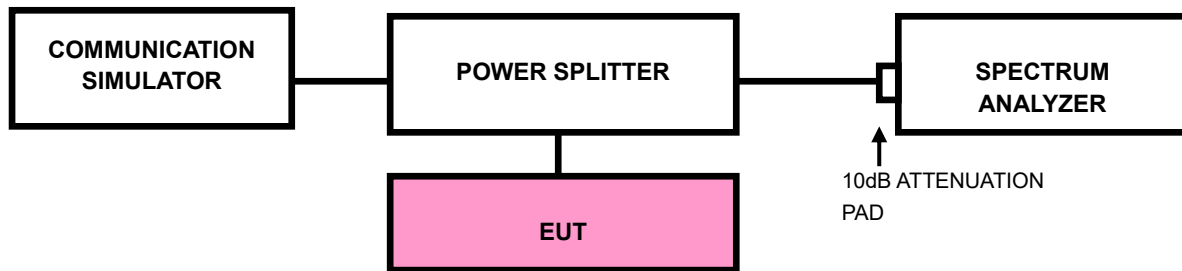 COMMUNICATION
SIMULATOR
POWER SPLITTER
SPECTRUM
ANALYZER
10dB ATTENUATION
PAD
EUT